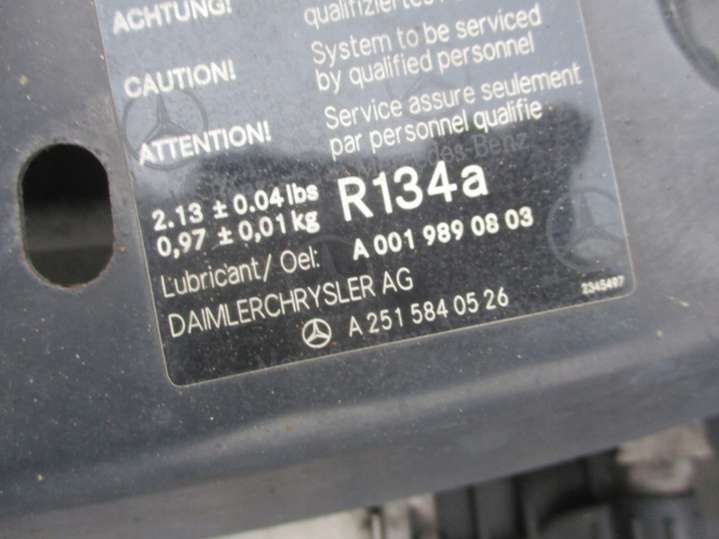 ACHTUNG!
qualifiziertes
CAUTION!
System to be serviced
by qualified personnel
ATTENTION!
Service assure seulement
par personnel qualifie
2.13 ± 0.04 lbs
0,97 ± 0,01 kg
R134a
Lubricant/ Oel: A 001 989 08 03
DAIMLERCHRYSLER AG
A 251 584 05 26
2345497